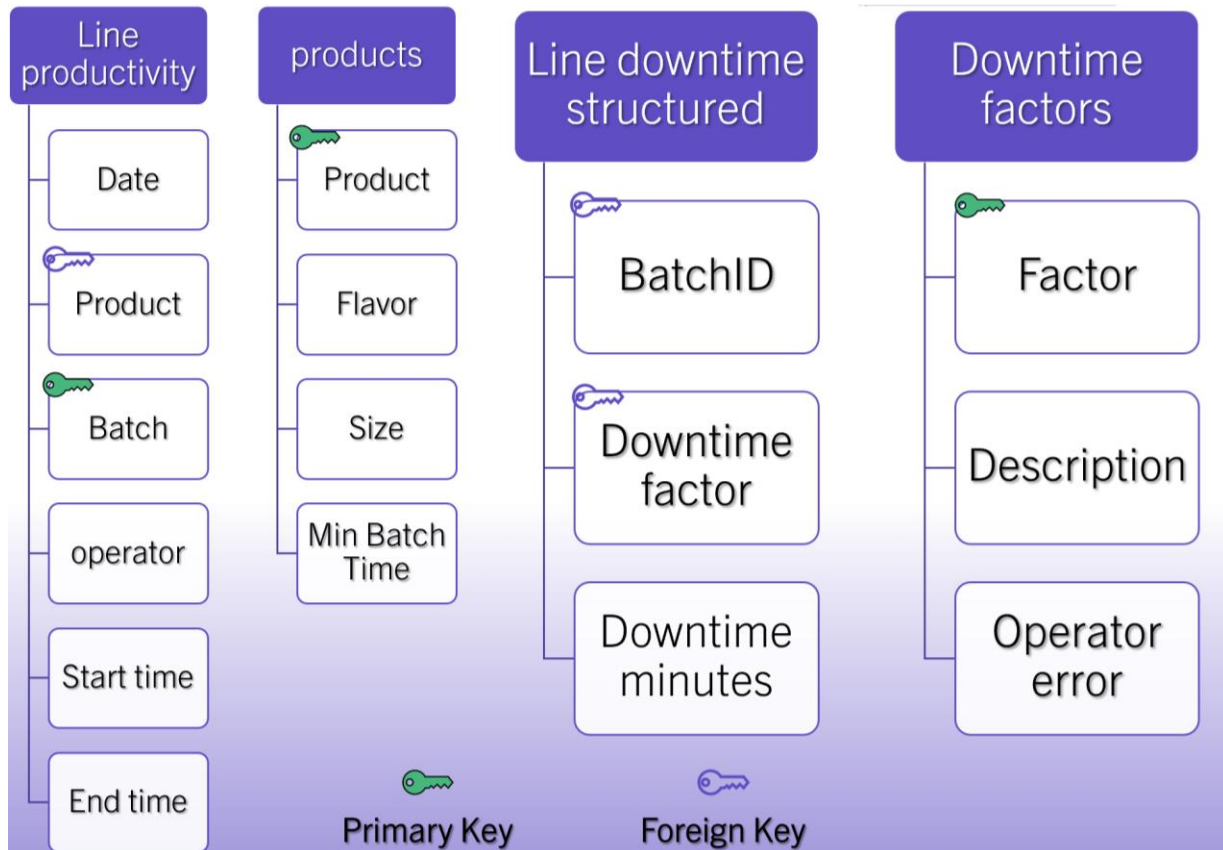 Line
productivity
Date
Product
Batch
operator
Start time
End time
products
Product
Flavor
Size
Min Batch
Time
Line downtime
structured
BatchID
Downtime
factor
Downtime
minutes
Downtime
factors
Factor
Description
Operator
error
Primary Key
Foreign Key